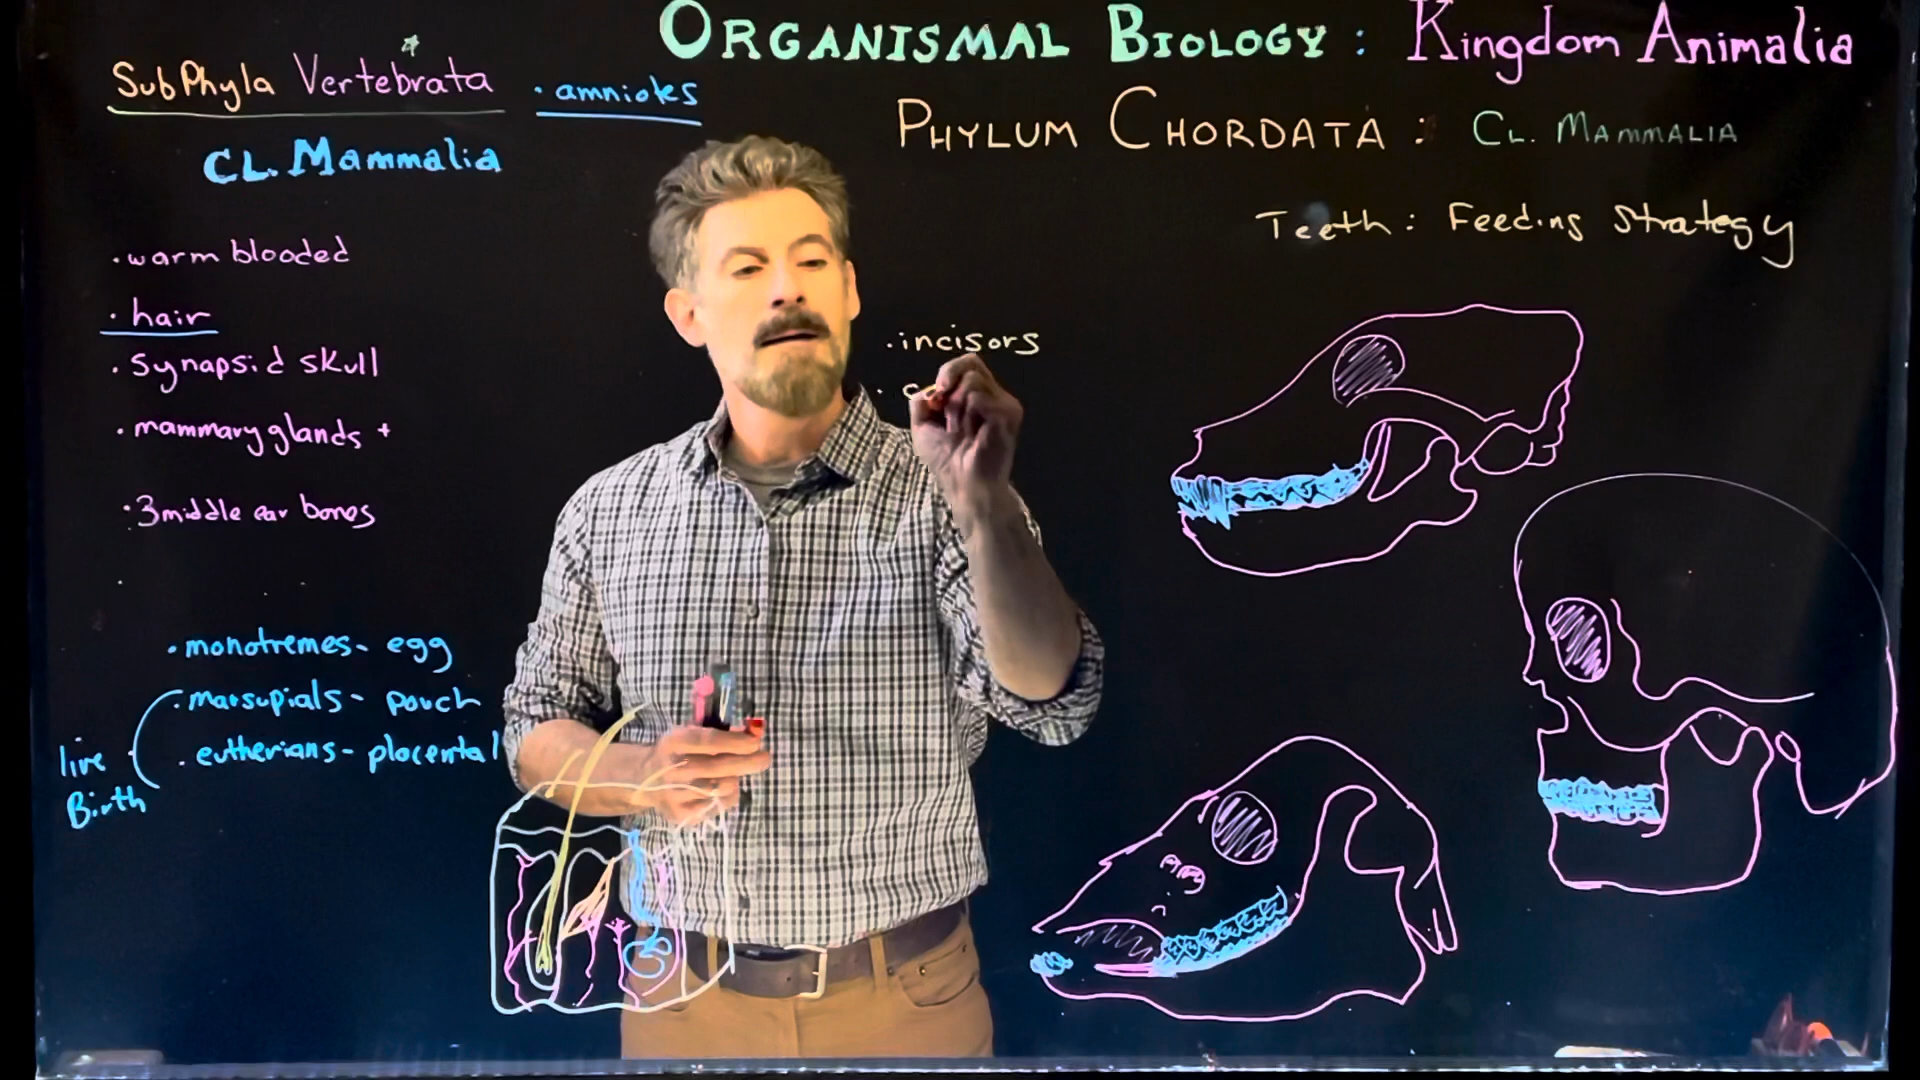 ORGANISMAL BIOLOGY : Kingdom Animalia
PHYLUM CHORDATA : CL. MAMMALIA
SubPhyla Vertebrata
· amniotes
CL. Mammalia
· warm blooded
· hair
· synapsid skull
· mammary glands +
· 3 middle ear bones
· monotremes - egg
· marsupials - pouch
· eutherians - placental
live
Birth
Teeth: Feeding Strategy
· incisors
· c